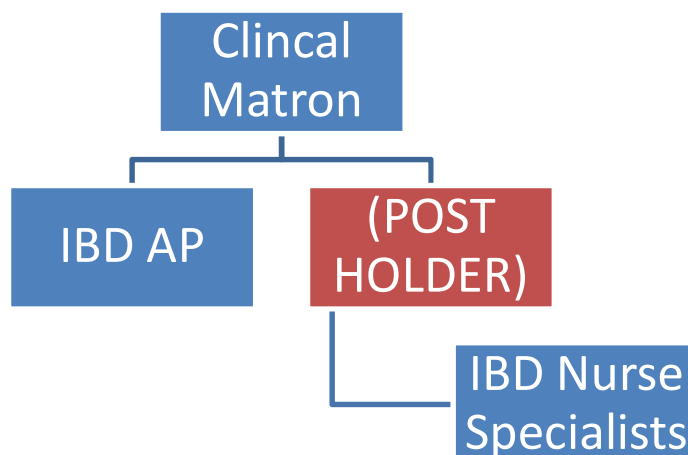 Clincal
Matron
IBD AP
(POST
HOLDER)
IBD Nurse
Specialists